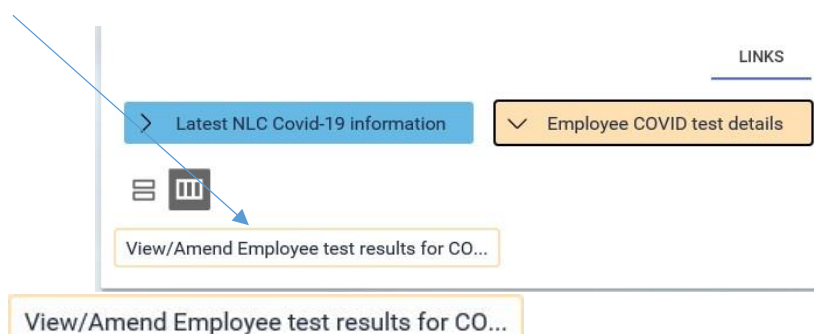 LINKS
Latest NLC Covid-19 information
Employee COVID test details
View/Amend Employee test results for CO...
View/Amend Employee test results for CO...